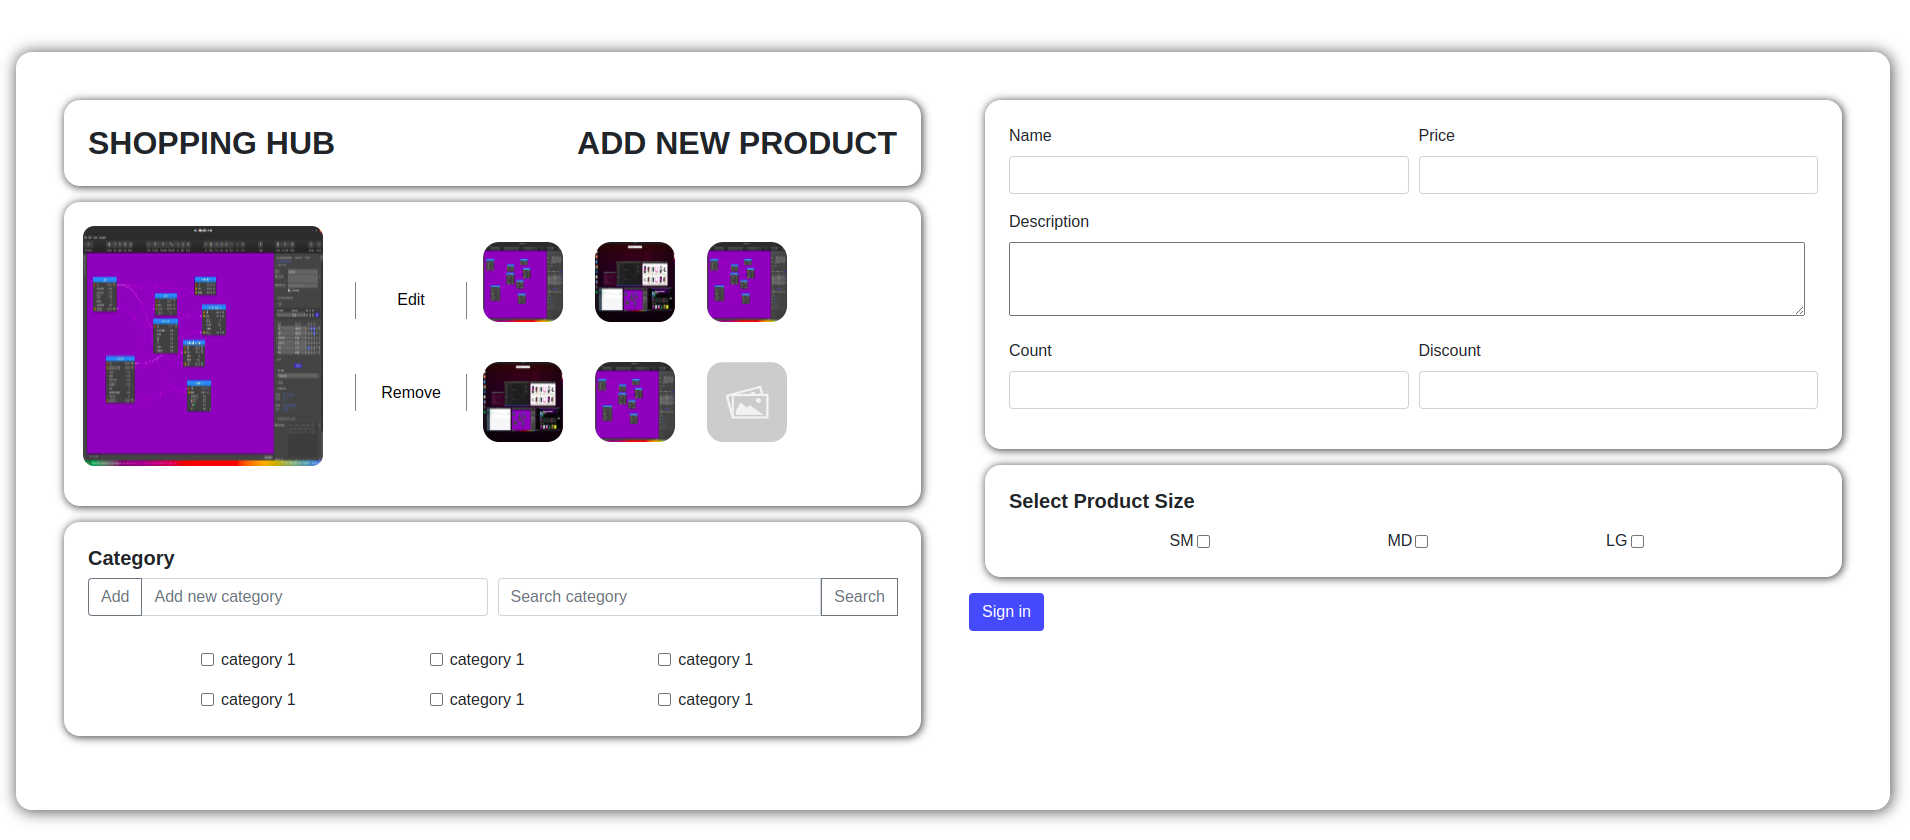 SHOPPING HUB
ADD NEW PRODUCT
Edit
Remove
Category
Add
Add new category
Search category
Search
category 1
category 1
category 1
category 1
category 1
category 1
Name
Price
Description
Count
Discount
Select Product Size
SM
MD
LG
Sign in